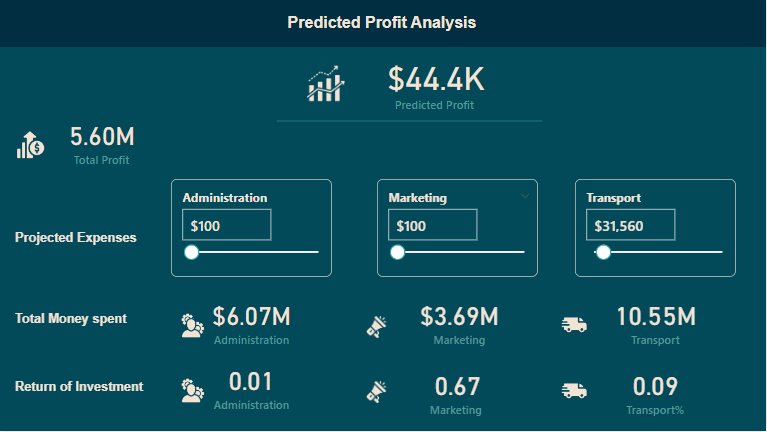 Predicted Profit Analysis
$44.4K
Predicted Profit
5.60M
Total Profit
Administration Marketing Transport
$100 $100 $31,560
Projected Expenses
Total Money spent $6.07M $3.69M 10.55M
Administration Marketing Transport
Return of Investment 0.01 0.67 0.09
Administration Marketing Transport%